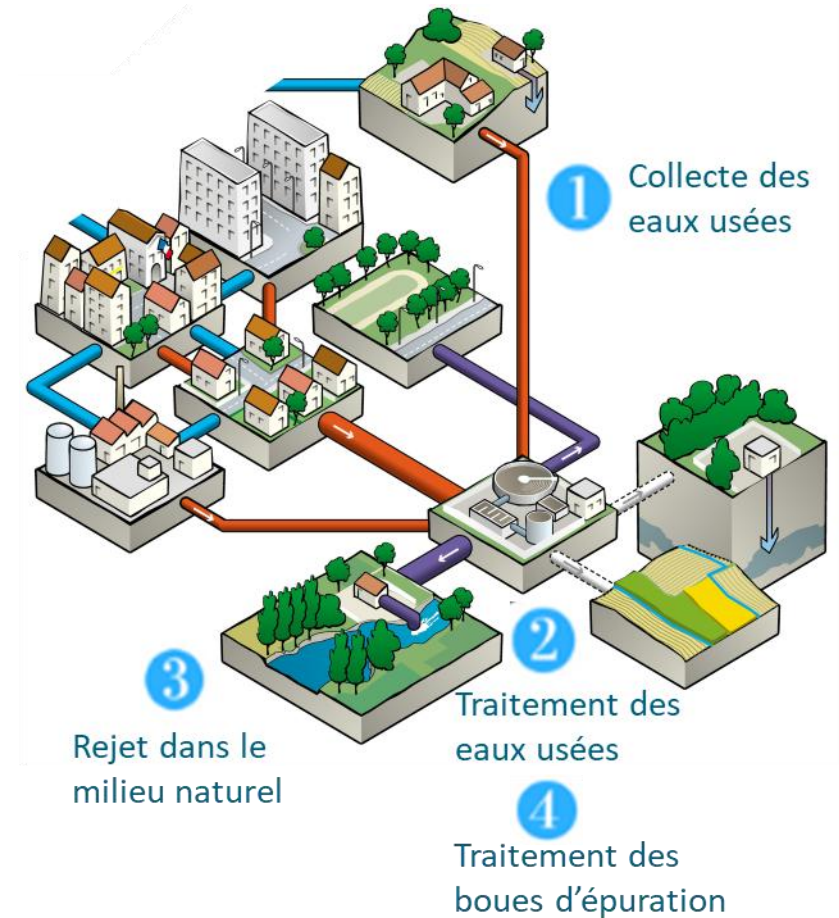 1
Collecte des
eaux usées
2
Traitement des
eaux usées
3
Rejet dans le
milieu naturel
4
Traitement des
boues d’épuration